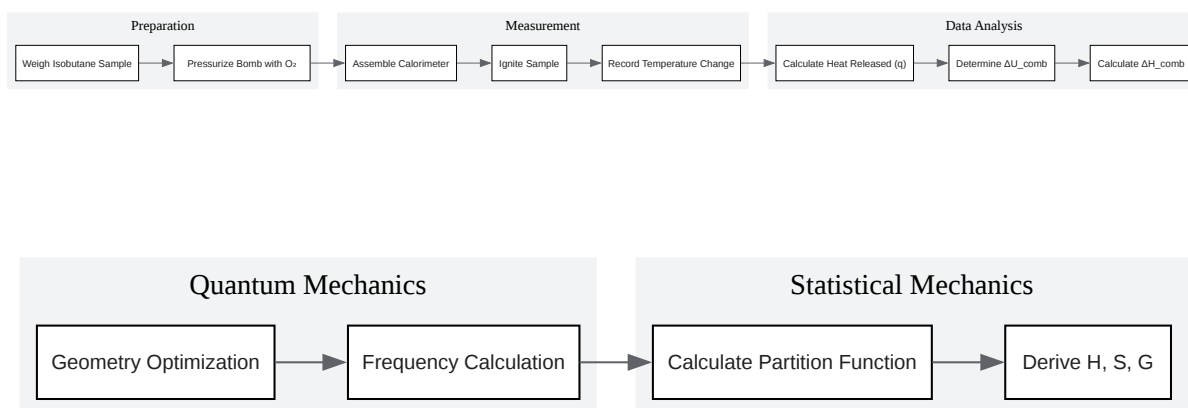 Preparation
Measurement
Data Analysis
Weigh Isobutane Sample
Pressurize Bomb with O₂
Assemble Calorimeter
Ignite Sample
Record Temperature Change
Calculate Heat Released (q)
Determine ΔU_comb
Calculate ΔH_comb
Quantum Mechanics
Statistical Mechanics
Geometry Optimization
Frequency Calculation
Calculate Partition Function
Derive H, S, G